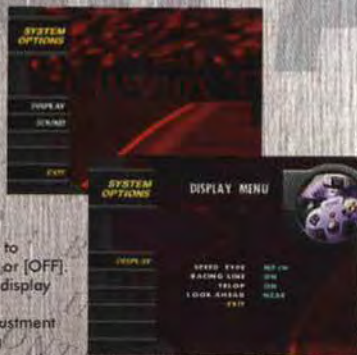 SYSTEM
OPTIONS
DISPLAY
SOUND
EXIT
to
or [OFF].
display
ustment
SYSTEM
OPTIONS
DISPLAY
DISPLAY MENU
SPEED TYPE
RACING LINE ON
TELOP ON
LOOK-AHEAD NEAR
EXIT